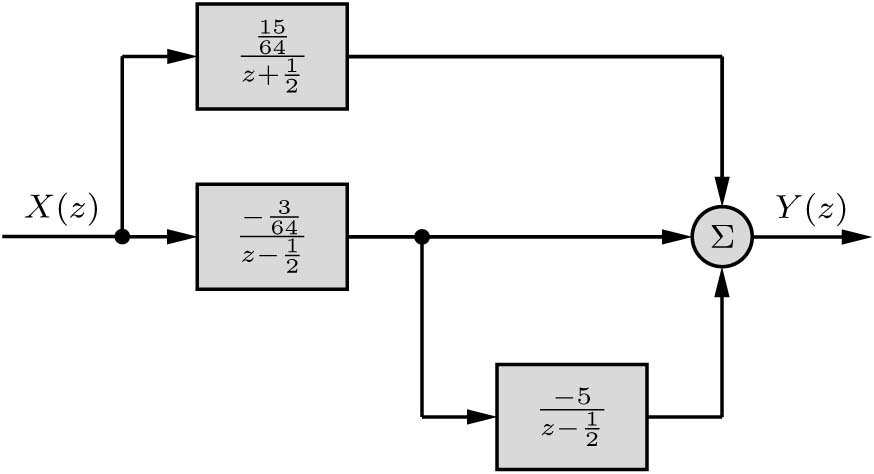 15
64
z+1/2
X(z)
-3/64
z-1/2
Σ
Y(z)
-5
z-1/2